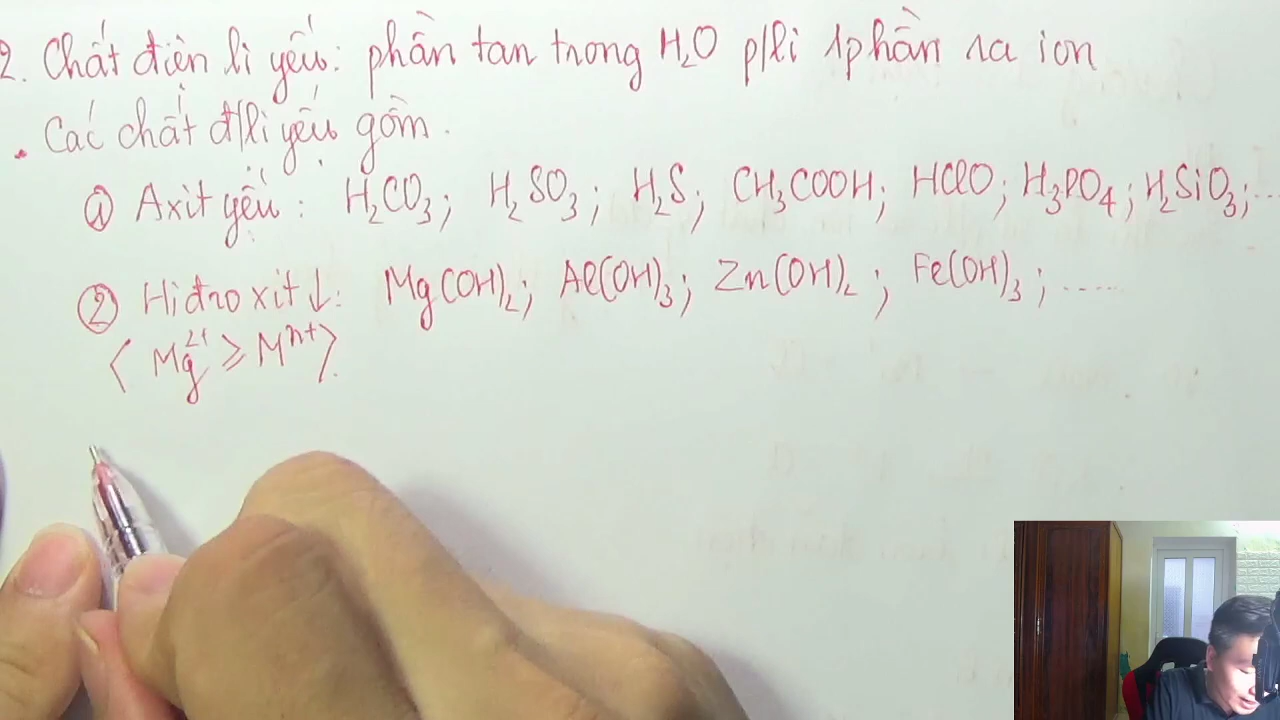 2. Chất điện li yếu: phần tan trong H₂O p/li 1phần ra ion
. Các chất đ/li yếu gồm.
① Axit yếu: H₂CO₃; H₂SO₃; H₂S; CH₃COOH; HClO; H₃PO₄; H₂SiO₃; ...
② Hiđroxit↓: Mg(OH)₂; Al(OH)₃; Zn(OH)₂; Fe(OH)₃; ......
⟨ Mg²⁺ ≥ Mⁿ⁺⟩.